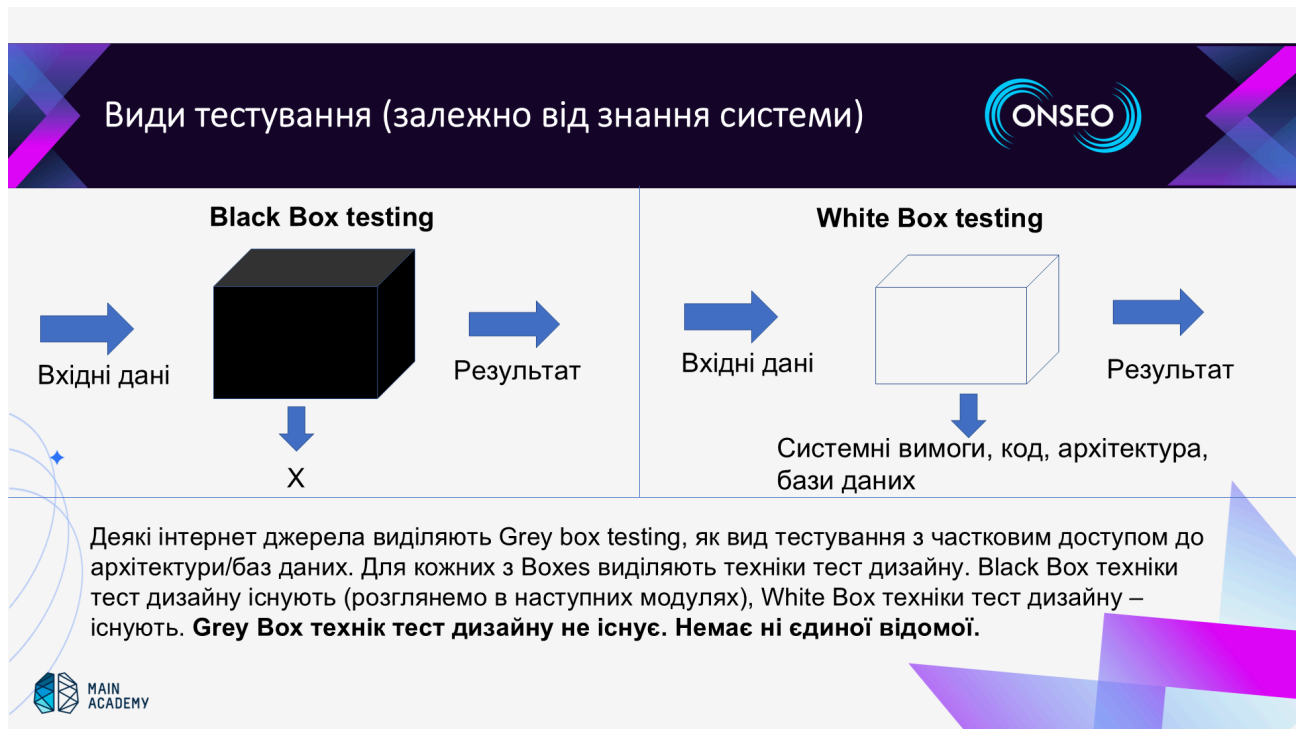 Види тестування (залежно від знання системи)
ONSEO
Black Box testing
Вхідні дані
Результат
X
White Box testing
Вхідні дані
Результат
Системні вимоги, код, архітектура,
бази даних
Деякі інтернет джерела виділяють Grey box testing, як вид тестування з частковим доступом до
архітектури/баз даних. Для кожних з Boxes виділяють техніки тест дизайну. Black Box техніки
тест дизайну існують (розглянемо в наступних модулях), White Box техніки тест дизайну –
існують. Grey Box технік тест дизайну не існує. Немає ні єдиної відомої.
MAIN
ACADEMY